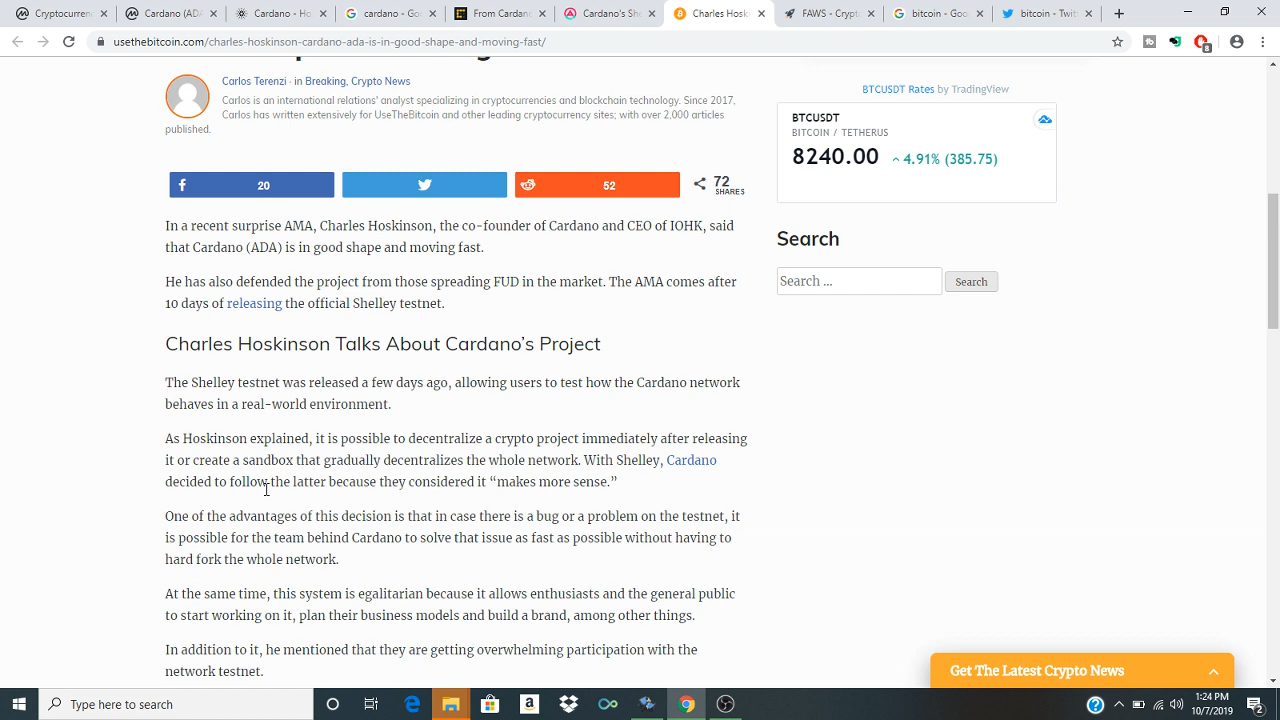 Cryptocurrenc
Cardano (ADA
Cardano - Ho
cardano - Go
From Cardano
Cardano's She
Charles Hosk
FAWS - Crypt
bitcoin - Goo
bitcoin - Twit
usethebitcoin.com/charles-hoskinson-cardano-ada-is-in-good-shape-and-moving-fast/
8
Carlos Terenzi · in Breaking, Crypto News
Carlos is an international relations' analyst specializing in cryptocurrencies and blockchain technology. Since 2017,
Carlos has written extensively for UseTheBitcoin and other leading cryptocurrency sites; with over 2,000 articles
published.
20
52
72
SHARES
In a recent surprise AMA, Charles Hoskinson, the co-founder of Cardano and CEO of IOHK, said
that Cardano (ADA) is in good shape and moving fast.
He has also defended the project from those spreading FUD in the market. The AMA comes after
10 days of releasing the official Shelley testnet.
Charles Hoskinson Talks About Cardano's Project
The Shelley testnet was released a few days ago, allowing users to test how the Cardano network
behaves in a real-world environment.
As Hoskinson explained, it is possible to decentralize a crypto project immediately after releasing
it or create a sandbox that gradually decentralizes the whole network. With Shelley, Cardano
decided to follow the latter because they considered it “makes more sense.”
One of the advantages of this decision is that in case there is a bug or a problem on the testnet, it
is possible for the team behind Cardano to solve that issue as fast as possible without having to
hard fork the whole network.
At the same time, this system is egalitarian because it allows enthusiasts and the general public
to start working on it, plan their business models and build a brand, among other things.
In addition to it, he mentioned that they are getting overwhelming participation with the
network testnet.
BTCUSDT Rates by TradingView
BTCUSDT
BITCOIN / TETHERUS
8240.00 4.91% (385.75)
Search
Search ...
Search
Get The Latest Crypto News
Type here to search
1:24 PM
10/7/2019
2